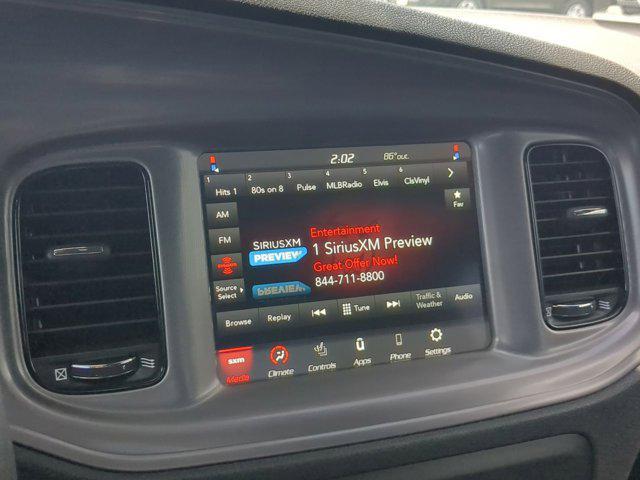 2:02 86°out.
1 2 3 4 5 6
Hits 1 80s on 8 Pulse MLBRadio Elvis ClsVinyl
AM
Fav
FM
Entertainment
SIRIUSXM
PREVIEW
1 SiriusXM Preview
Great Offer Now!
844-711-8800
Source
Select
Browse Replay Tune Traffic & Weather Audio
sxm
Media Climate Controls Apps Phone Settings